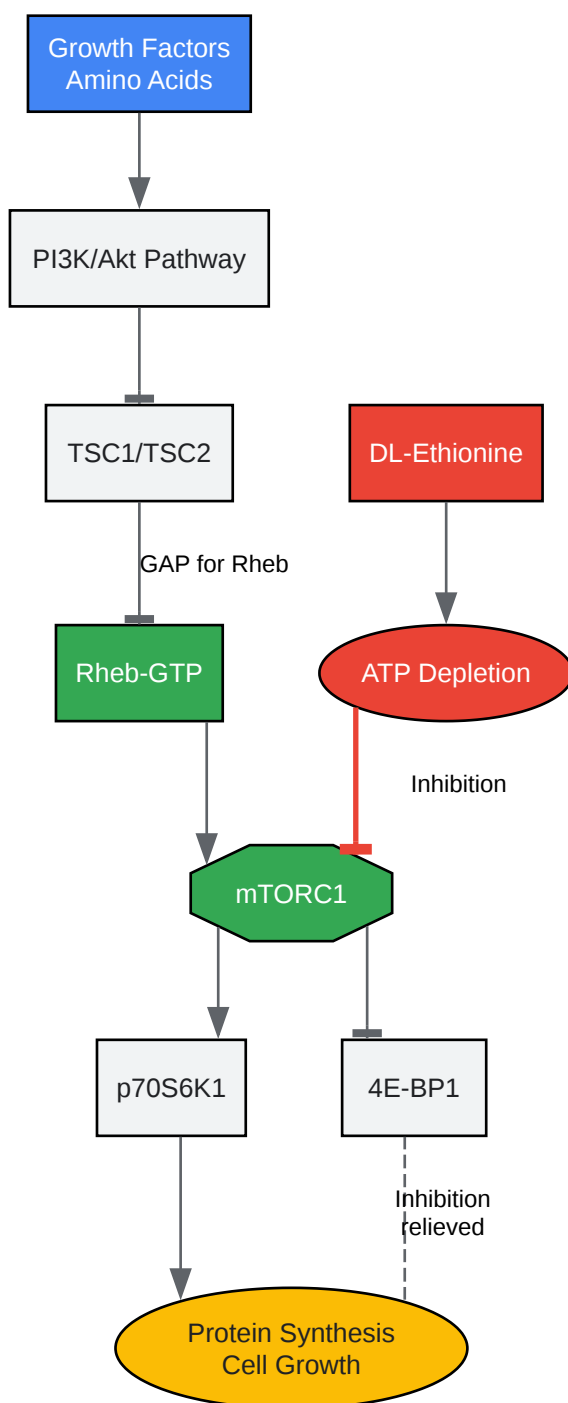 Growth Factors
Amino Acids
PI3K/Akt Pathway
TSC1/TSC2
DL-Ethionine
GAP for Rheb
Rheb-GTP
ATP Depletion
Inhibition
mTORC1
p70S6K1
4E-BP1
Inhibition
relieved
Protein Synthesis
Cell Growth